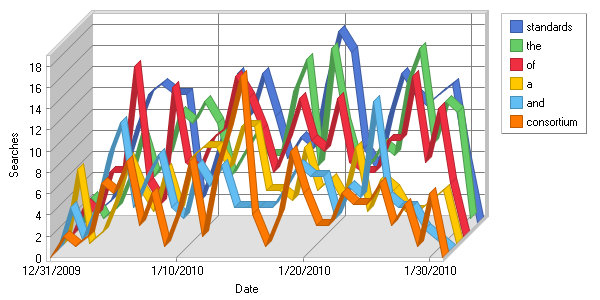 standards
the
of
a
and
consortium
Searches
18
16
14
12
10
8
6
4
2
0
12/31/2009
1/10/2010
1/20/2010
1/30/2010
Date